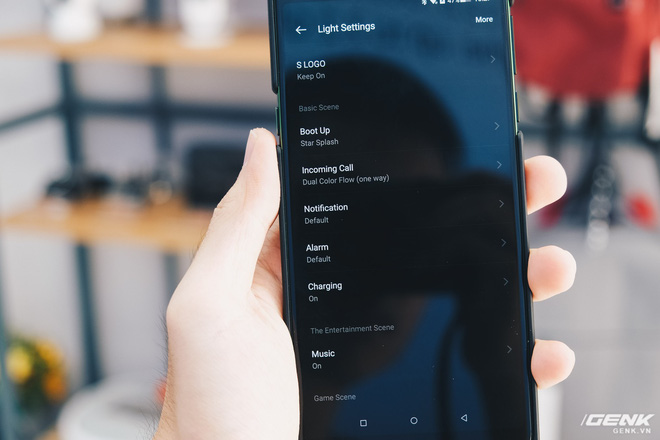 Light Settings
More
S LOGO
Keep On
Basic Scene
Boot Up
Star Splash
Incoming Call
Dual Color Flow (one way)
Notification
Default
Alarm
Default
Charging
On
The Entertainment Scene
Music
On
Game Scene
GENK
GENK.VN